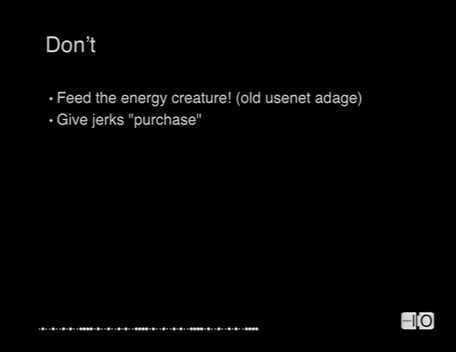 Don't
• Feed the energy creature! (old usenet adage)
• Give jerks "purchase"
IO